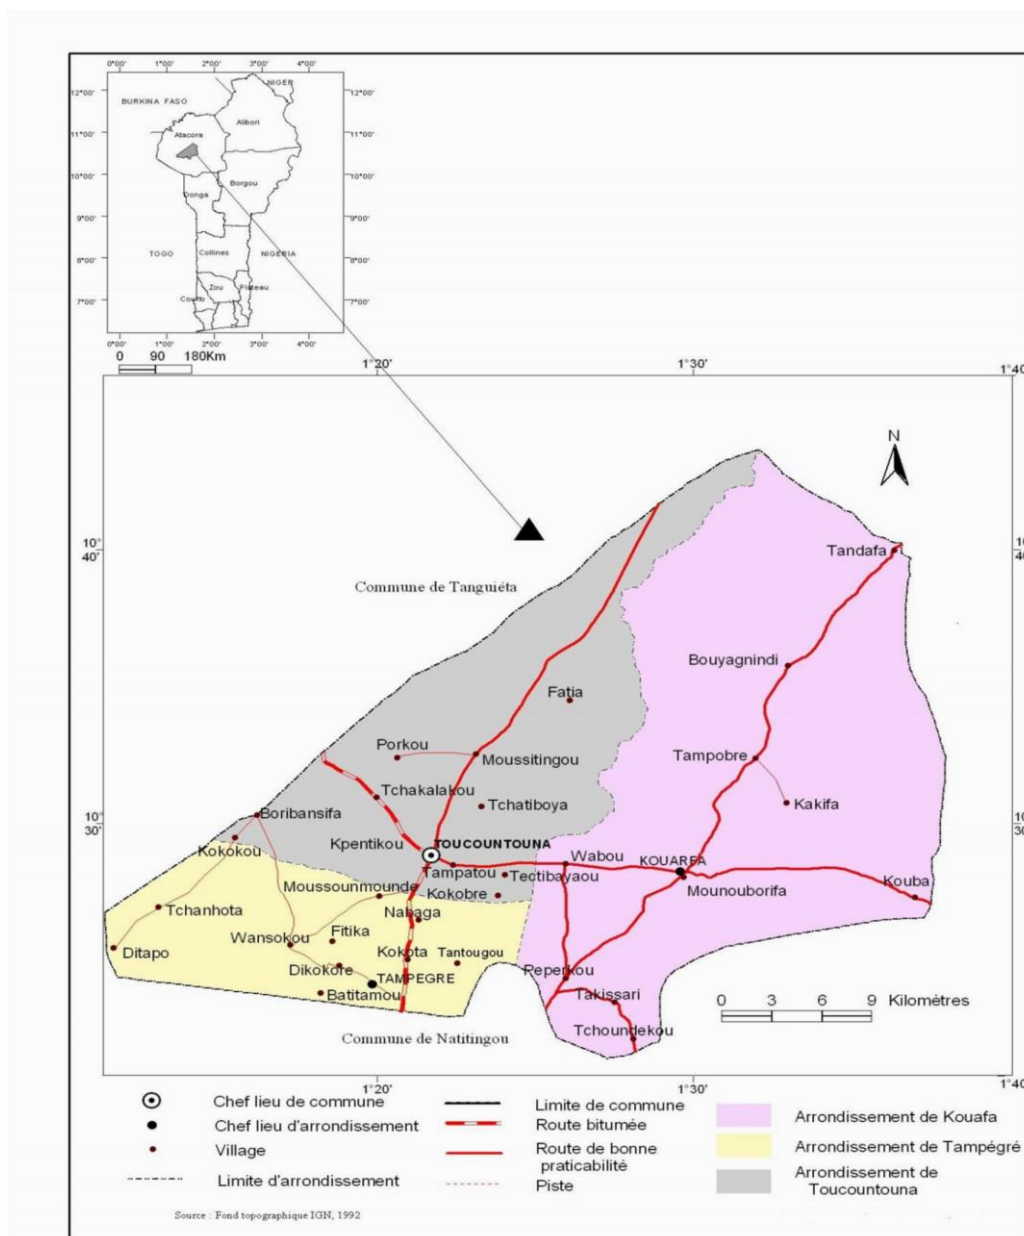 0°00' 1°00' 2°00' 3°00' 4°00'
NIGER
12°00' 12°00'
BURKINA FASO
Alibori
11°00' 11°00'
Atacora
10°00' 10°00'
Borgou
Donga
9°00' 9°00'
TOGO Collines NIGERIA
8°00' 8°00'
Zou Plateau
7°00' 7°00'
0°00' 1°00' 2°00' 3°00' 4°00'
0 90 180Km
1°20' 1°30' 1°40
N
10° 40'
Tandafa
Commune de Tanguiéta
Bouyagnindi
Fatia
Porkou
Moussitingou
Tampobre
Tchakalakou
Tchatiboya
Kakifa
Boribansifa
10° 30'
Kpentikou TOUCOUNTOUNA
Kokokou
Wabou
KOUARFA
Tampatou
Tectibayaou
Moussounmounde
Kokobre
Mounouborifa
Kouba
Tchanhota
Nabaga
Fitika
Wansokou
Ditapo
Kokota
Tantougou
Dikokore
TAMPEGRE
Peperkou
Batitamou
Takissari
0 3 6 9 Kilomètres
Commune de Natitingou
Tchoundekou
1°20' 1°30' 1°40
Chef lieu de commune
Chef lieu d'arrondissement
Village
Limite d'arrondissement
Limite de commune
Route bitumée
Route de bonne
praticabilité
Piste
Arrondissement de Kouafa
Arrondissement de Tampégré
Arrondissement de
Toucountouna
Source : Fond topographique IGN, 1992